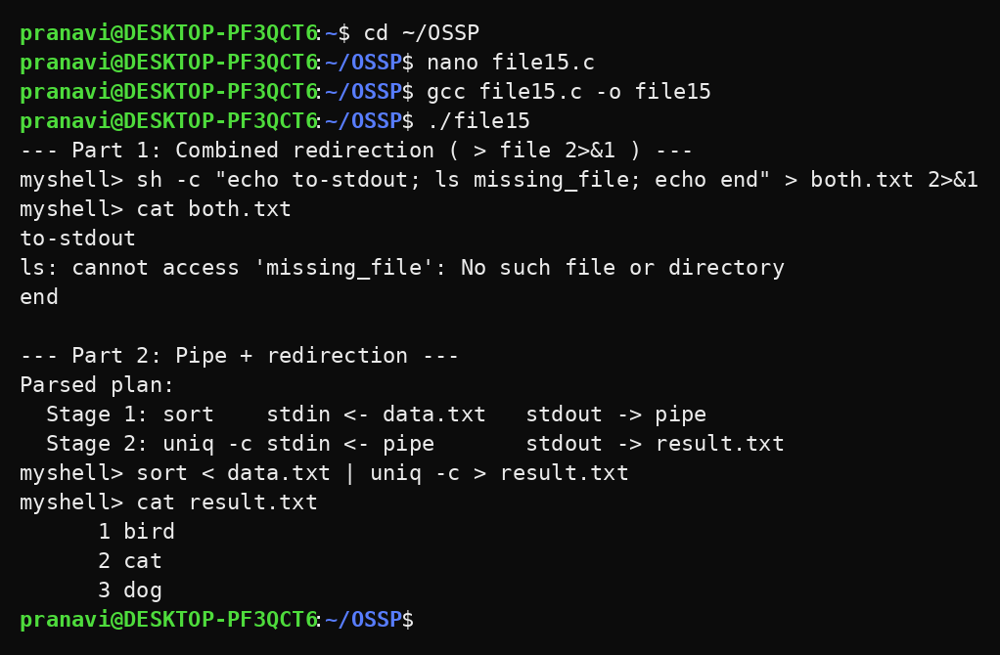 pranavi@DESKTOP-PF3QCT6:~$ cd ~/OSSP
pranavi@DESKTOP-PF3QCT6:~/OSSP$ nano file15.c
pranavi@DESKTOP-PF3QCT6:~/OSSP$ gcc file15.c -o file15
pranavi@DESKTOP-PF3QCT6:~/OSSP$ ./file15
--- Part 1: Combined redirection ( > file 2>&1 ) ---
myshell> sh -c "echo to-stdout; ls missing_file; echo end" > both.txt 2>&1
myshell> cat both.txt
to-stdout
ls: cannot access 'missing_file': No such file or directory
end

--- Part 2: Pipe + redirection ---
Parsed plan:
  Stage 1: sort    stdin <- data.txt   stdout -> pipe
  Stage 2: uniq -c stdin <- pipe       stdout -> result.txt
myshell> sort < data.txt | uniq -c > result.txt
myshell> cat result.txt
      1 bird
      2 cat
      3 dog
pranavi@DESKTOP-PF3QCT6:~/OSSP$